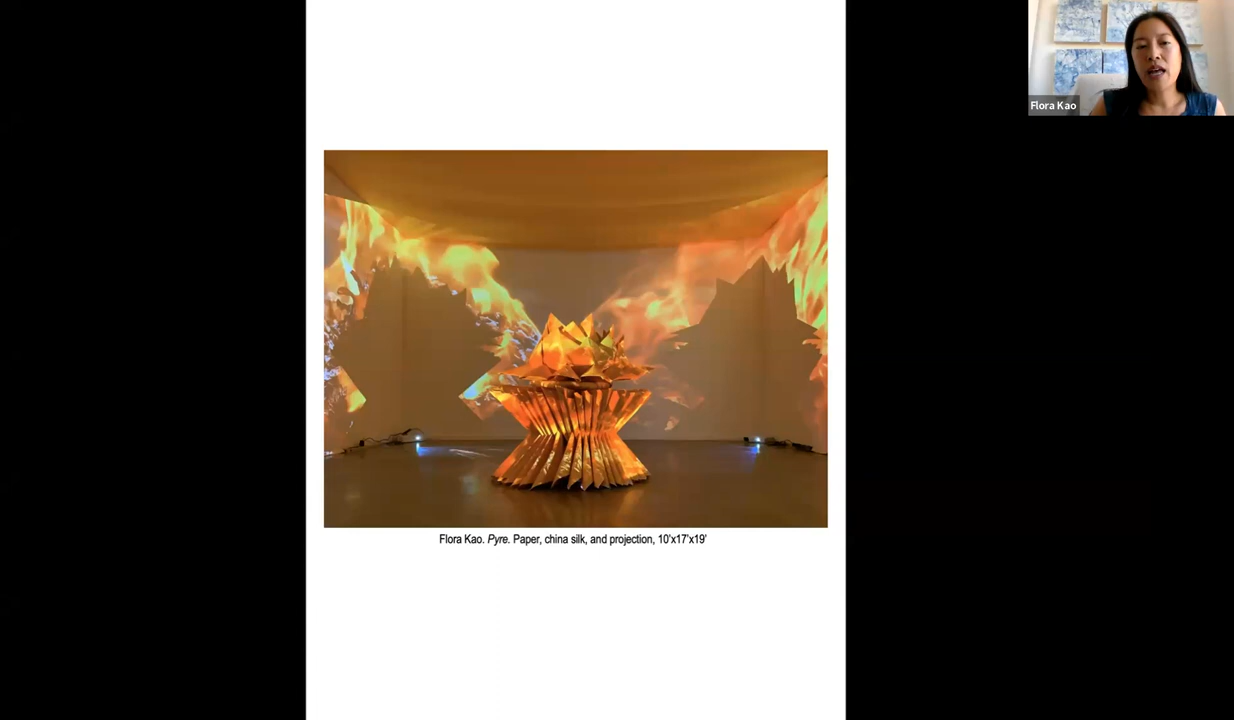 Flora Kao
Flora Kao. Pyre. Paper, china silk, and projection, 10'x17'x19'